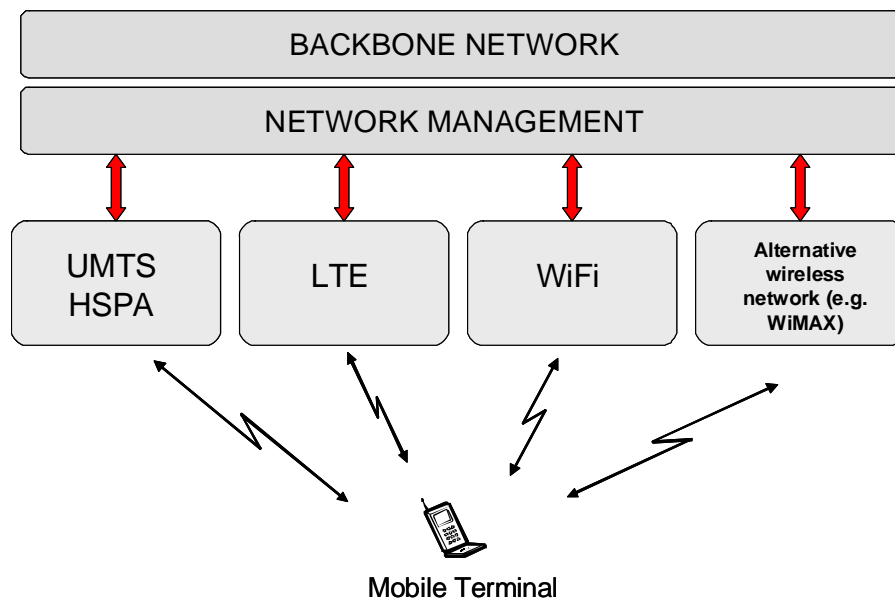 BACKBONE NETWORK
NETWORK MANAGEMENT
UMTS
HSPA
LTE
WiFi
Alternative
wireless
network (e.g.
WiMAX)
Mobile Terminal